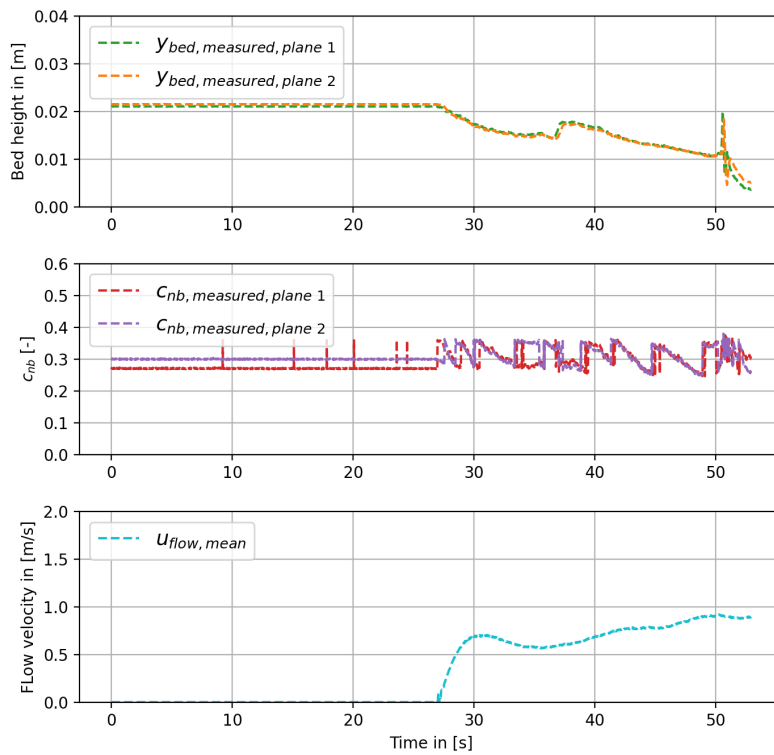 0.04
0.03
0.02
0.01
0.00
Bed height in [m]
y_bed, measured, plane 1
y_bed, measured, plane 2
0 10 20 30 40 50
0.6
0.5
0.4
0.3
0.2
0.1
0.0
c_nb [-]
c_nb, measured, plane 1
c_nb, measured, plane 2
0 10 20 30 40 50
2.0
1.5
1.0
0.5
0.0
FLow velocity in [m/s]
u_flow, mean
0 10 20 30 40 50
Time in [s]